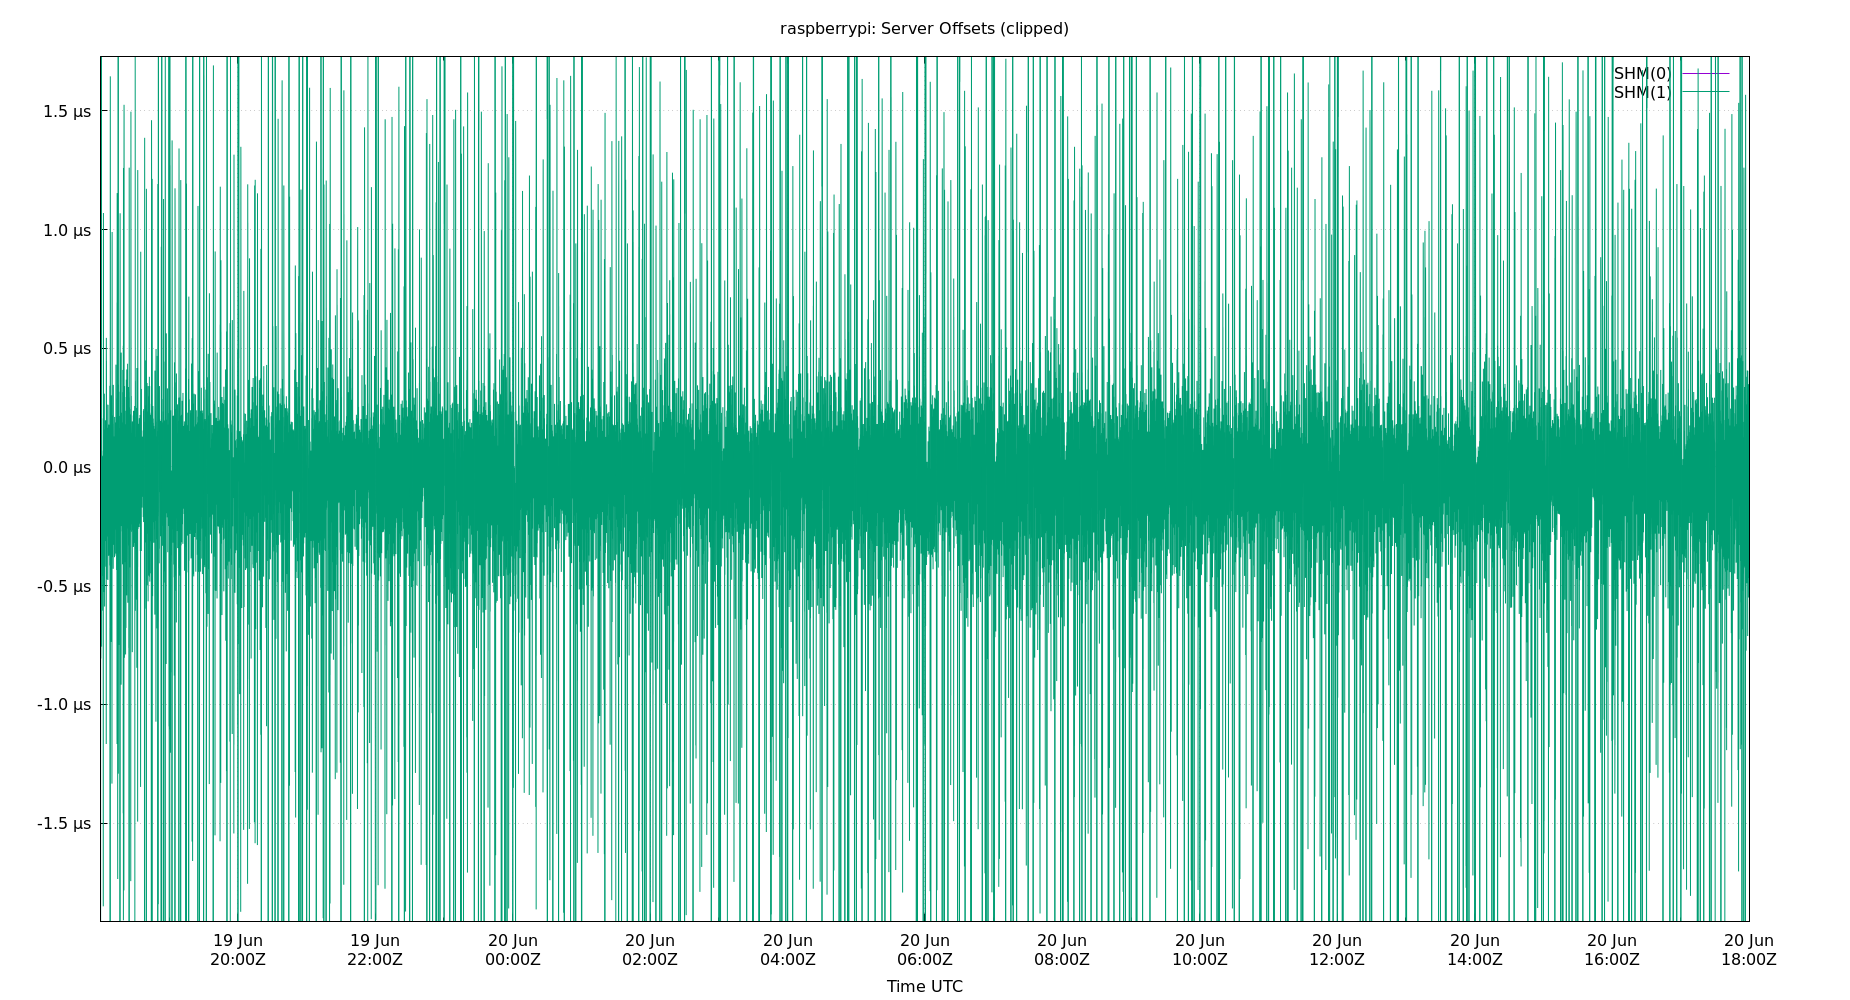 raspberrypi: Server Offsets (clipped)
SHM(0)
SHM(1)
1.5 µs
1.0 µs
0.5 µs
0.0 µs
-0.5 µs
-1.0 µs
-1.5 µs
19 Jun 19 Jun 20 Jun 20 Jun 20 Jun 20 Jun 20 Jun 20 Jun 20 Jun 20 Jun 20 Jun 20 Jun
20:00Z 22:00Z 00:00Z 02:00Z 04:00Z 06:00Z 08:00Z 10:00Z 12:00Z 14:00Z 16:00Z 18:00Z
Time UTC